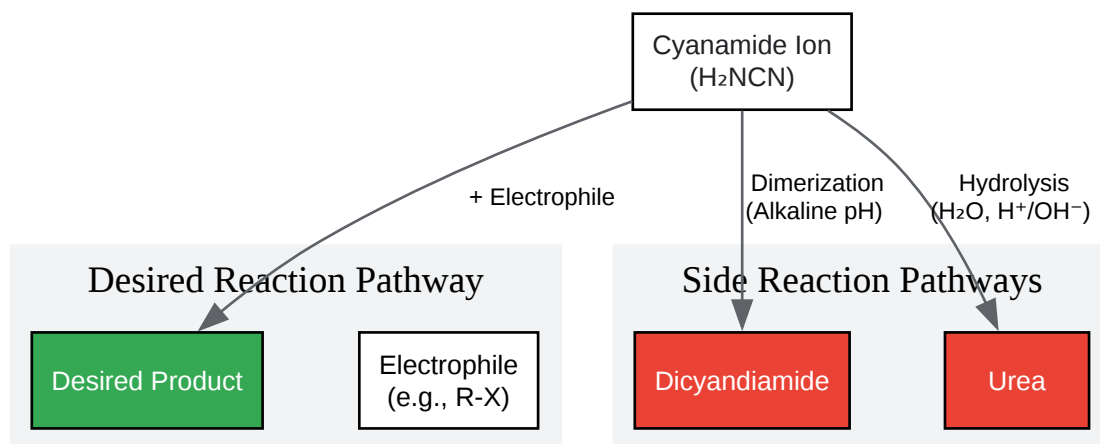 Cyanamide Ion
(H₂NCN)
+ Electrophile
Dimerization
(Alkaline pH)
Hydrolysis
(H₂O, H⁺/OH⁻)
Desired Reaction Pathway
Side Reaction Pathways
Desired Product
Electrophile
(e.g., R-X)
Dicyandiamide
Urea